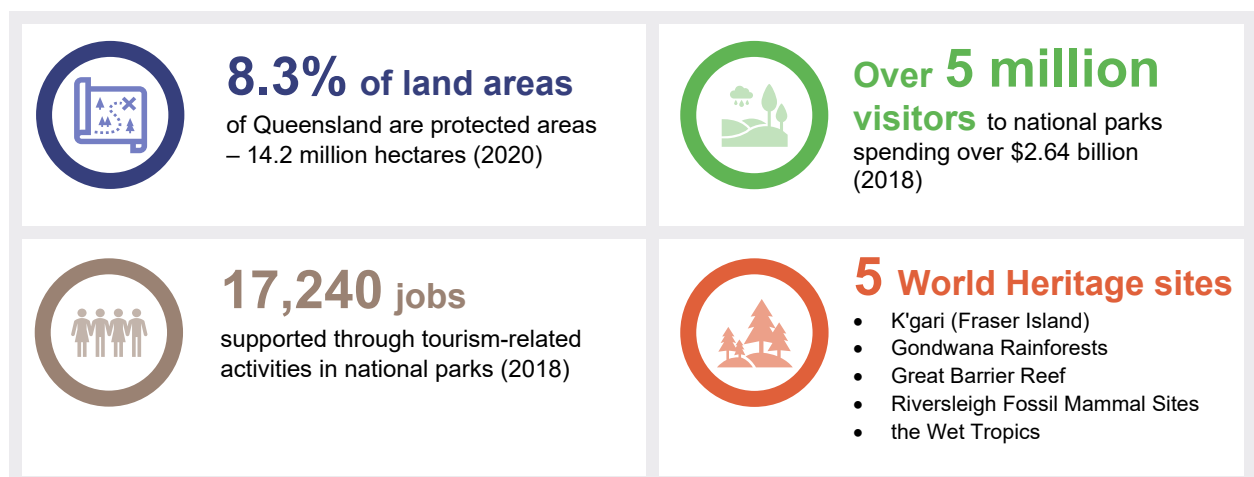 8.3% of land areas
of Queensland are protected areas
– 14.2 million hectares (2020)
Over 5 million
visitors to national parks
spending over $2.64 billion
(2018)
17,240 jobs
supported through tourism-related
activities in national parks (2018)
5 World Heritage sites
• K'gari (Fraser Island)
• Gondwana Rainforests
• Great Barrier Reef
• Riversleigh Fossil Mammal Sites
• the Wet Tropics